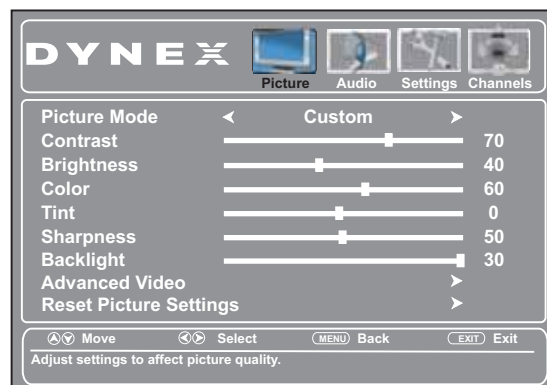 DYNEX
Picture Audio Settings Channels
Picture Mode Custom
Contrast 70
Brightness 40
Color 60
Tint 0
Sharpness 50
Backlight 30
Advanced Video
Reset Picture Settings
Move Select MENU Back EXIT Exit
Adjust settings to affect picture quality.